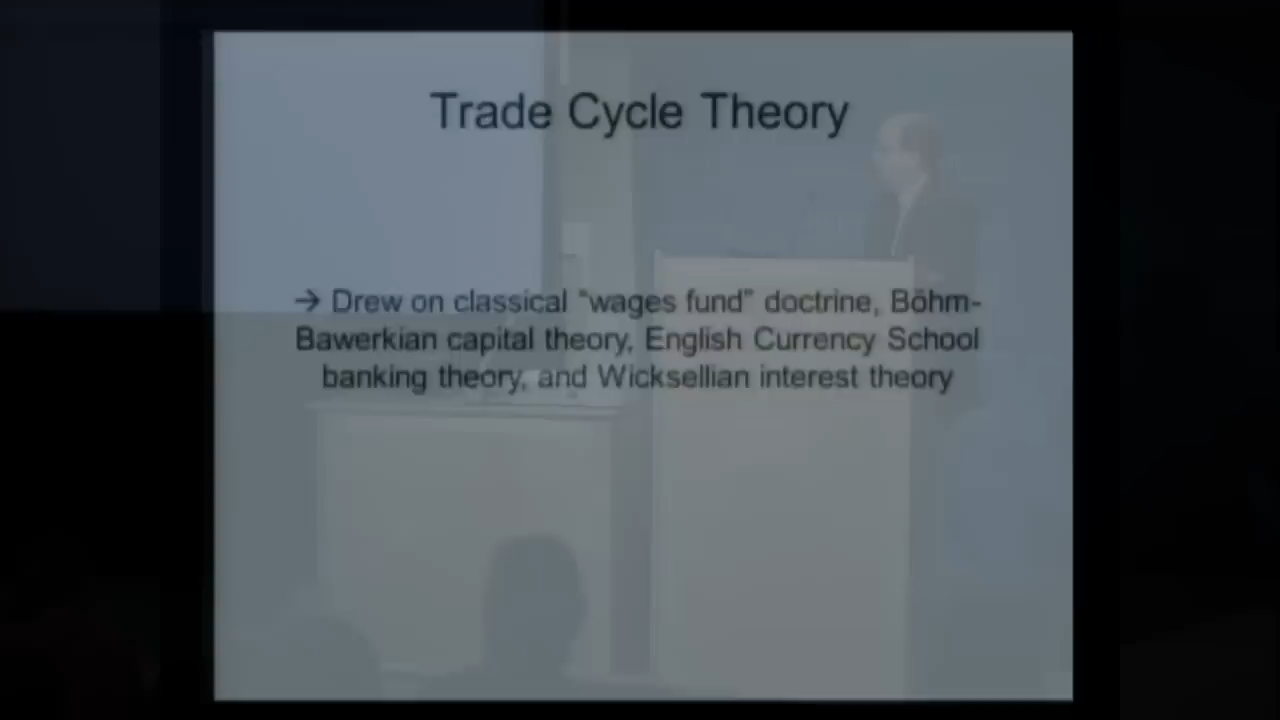 Trade Cycle Theory
→ Drew on classical “wages fund” doctrine, Böhm-
Bawerkian capital theory, English Currency School
banking theory, and Wicksellian interest theory